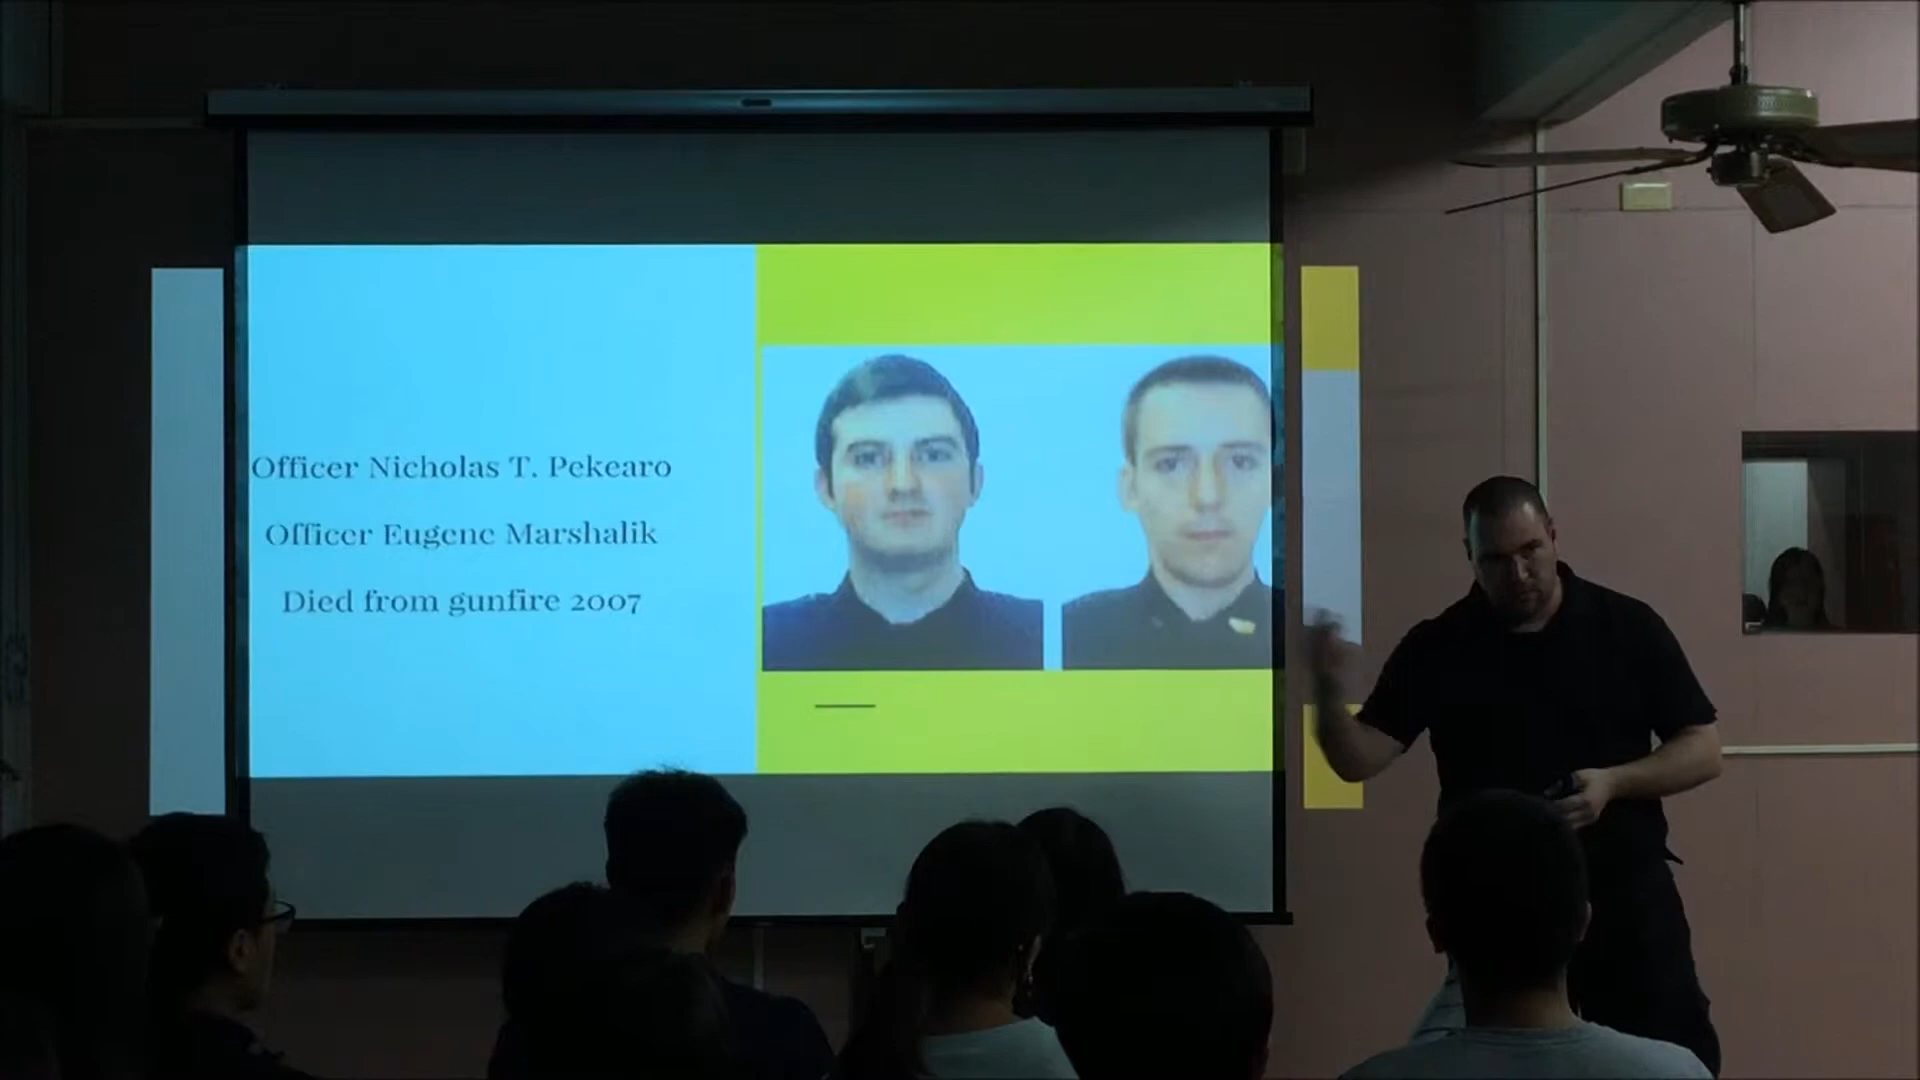 Officer Nicholas T. Pekearo
Officer Eugene Marshalik
Died from gunfire 2007